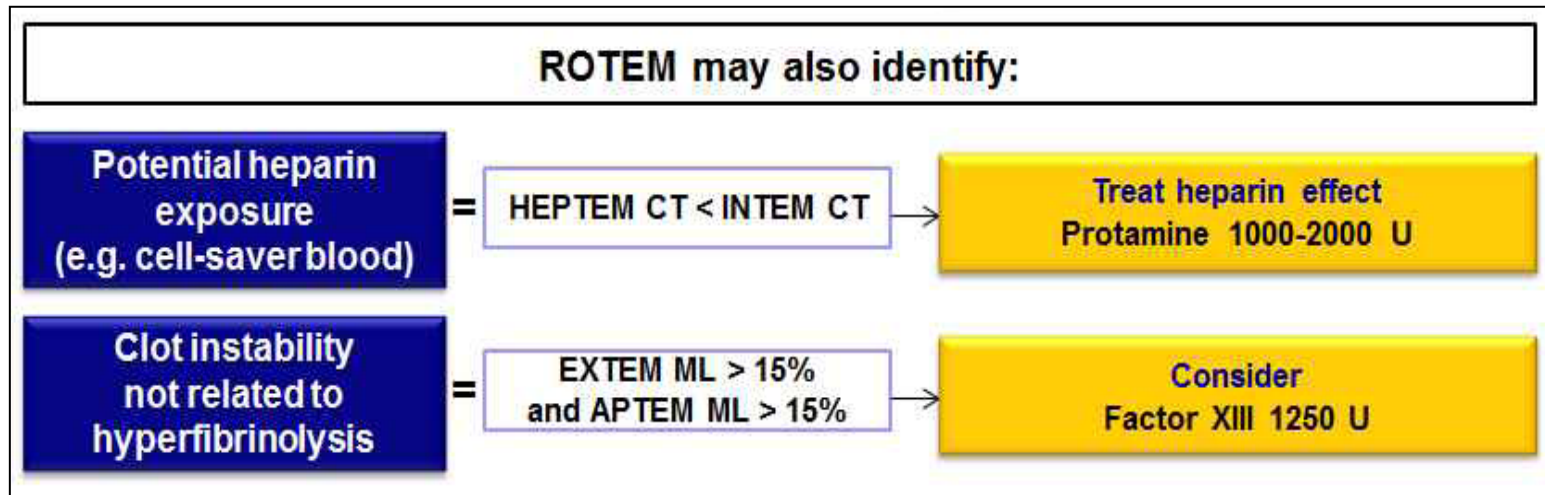 ROTEM may also identify:
Potential heparin
exposure
(e.g. cell-saver blood)
=
HEPTEM CT < INTEM CT
Treat heparin effect
Protamine 1000-2000 U
Clot instability
not related to
hyperfibrinolysis
=
EXTEM ML > 15%
and APTEM ML > 15%
Consider
Factor XIII 1250 U